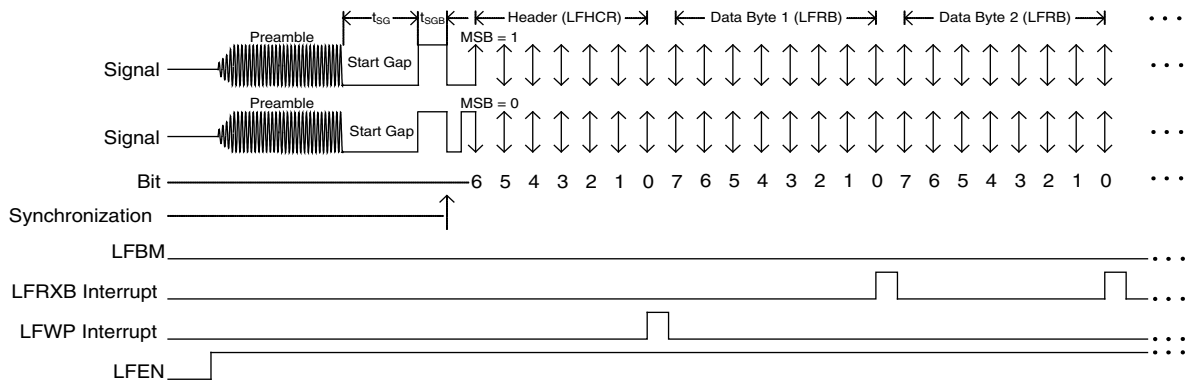 t_SG t_SGB Header (LFHCR) Data Byte 1 (LFRB) Data Byte 2 (LFRB) • • •
Preamble MSB = 1
Signal Start Gap • • •
Preamble MSB = 0
Signal Start Gap • • •
Bit 6 5 4 3 2 1 0 7 6 5 4 3 2 1 0 7 6 5 4 3 2 1 0 • • •
Synchronization
LFBM • • •
LFRXB Interrupt • • •
LFWP Interrupt • • •
LFEN • • •